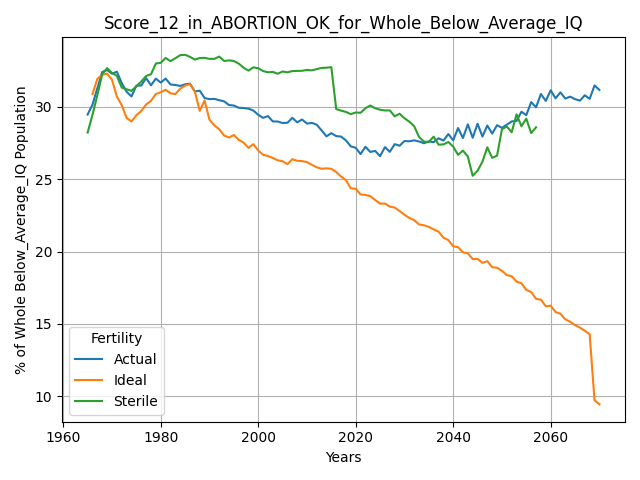 Score_12_in_ABORTION_OK_for_Whole_Below_Average_IQ
% of Whole Below_Average_IQ Population
30
25
20
15
10
Fertility
Actual
Ideal
Sterile
1960 1980 2000 2020 2040 2060
Years